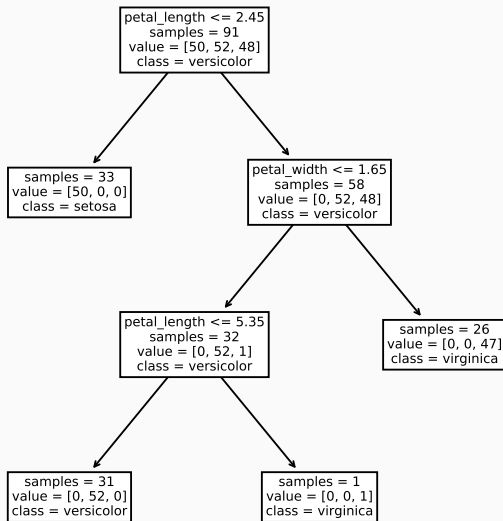 petal_length <= 2.45
samples = 91
value = [50, 52, 48]
class = versicolor
samples = 33
value = [50, 0, 0]
class = setosa
petal_width <= 1.65
samples = 58
value = [0, 52, 48]
class = versicolor
petal_length <= 5.35
samples = 32
value = [0, 52, 1]
class = versicolor
samples = 26
value = [0, 0, 47]
class = virginica
samples = 31
value = [0, 52, 0]
class = versicolor
samples = 1
value = [0, 0, 1]
class = virginica